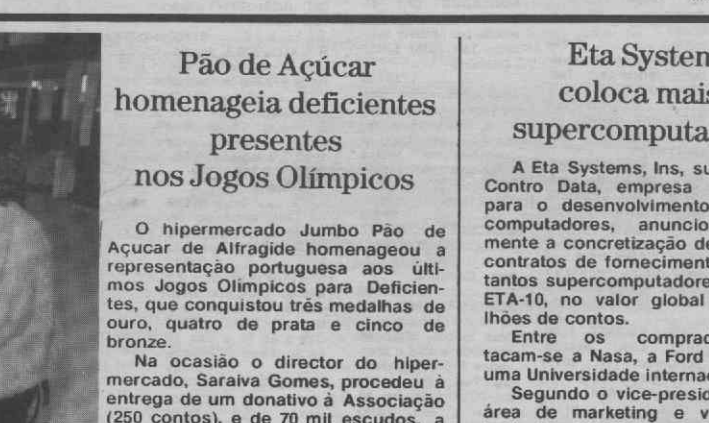 Pão de Açúcar
homenageia deficientes
presentes
nos Jogos Olímpicos
O hipermercado Jumbo Pão de
Açucar de Alfragide homenageou a
representação portuguesa aos últi-
mos Jogos Olímpicos para Deficien-
tes, que conquistou três medalhas de
ouro, quatro de prata e cinco de
bronze.
Na ocasião o director do hiper-
mercado, Saraiva Gomes, procedeu à
entrega de um donativo à Associação
(250 contos), e de 70 mil escudos, a
Eta System
coloca mais
supercomputa
A Eta Systems, Ins, su
Contro Data, empresa
para o desenvolvimento
computadores, anuncio
mente a concretização de
contratos de forneciment
tantos supercomputadore
ETA-10, no valor global
lhões de contos.
Entre os comprad
tacam-se a Nasa, a Ford
uma Universidade internac
Segundo o vice-presid
área de marketing e v